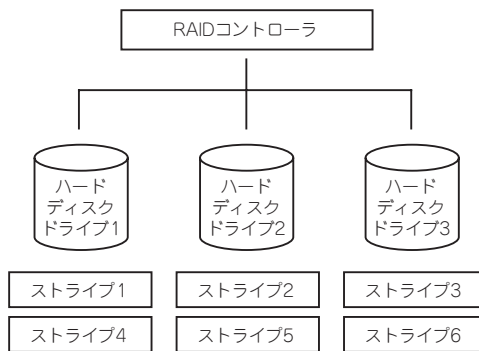 RAIDコントローラ
ハード
ディスク
ドライブ1
ハード
ディスク
ドライブ2
ハード
ディスク
ドライブ3
ストライプ1
ストライプ2
ストライプ3
ストライプ4
ストライプ5
ストライプ6